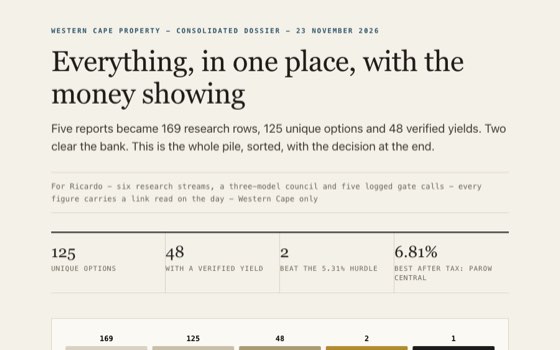 WESTERN CAPE PROPERTY — CONSOLIDATED DOSSIER — 23 NOVEMBER 2026
Everything, in one place, with the
money showing
Five reports became 169 research rows, 125 unique options and 48 verified yields. Two
clear the bank. This is the whole pile, sorted, with the decision at the end.
For Ricardo — six research streams, a three-model council and five logged gate calls — every
figure carries a link read on the day — Western Cape only
125
UNIQUE OPTIONS
48
WITH A VERIFIED YIELD
2
BEAT THE 5.31% HURDLE
6.81%
BEST AFTER TAX: PAROW
CENTRAL
169 125 48 2 1